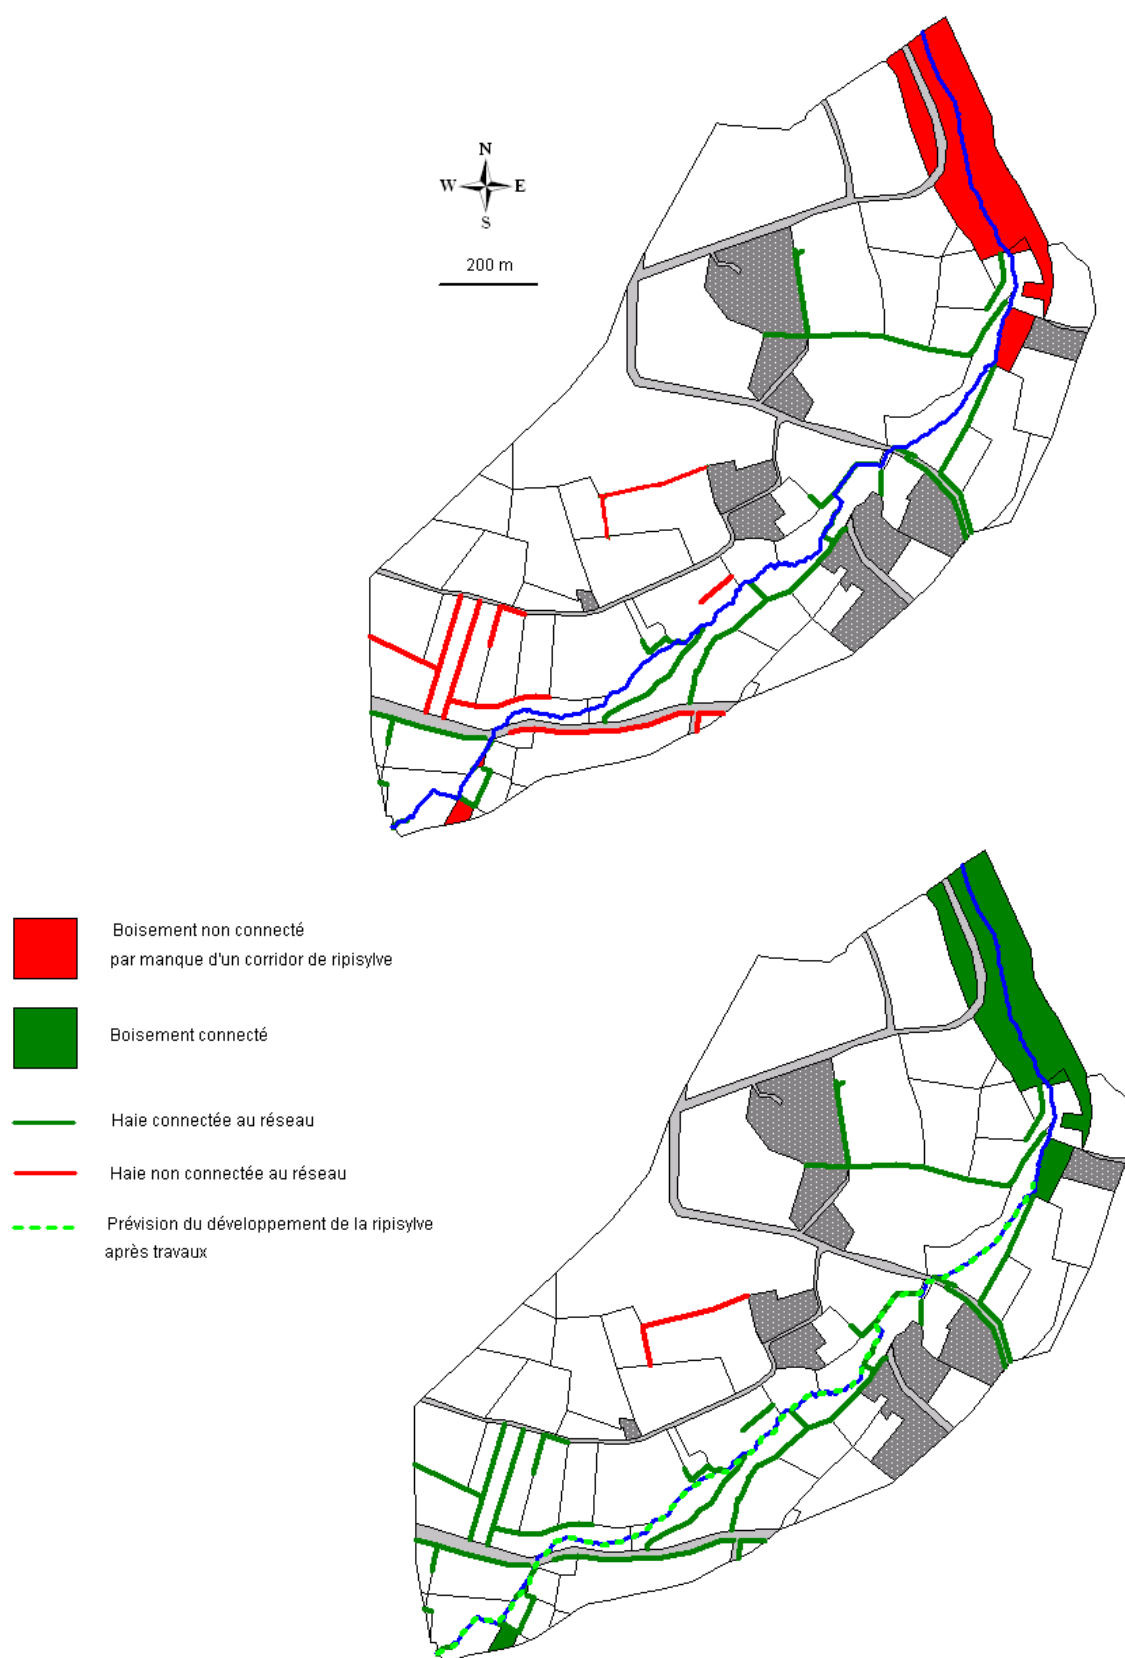 N
W E
S
200 m
Boisement non connecté
par manque d'un corridor de ripisylve
Boisement connecté
Haie connectée au réseau
Haie non connectée au réseau
Prévision du développement de la ripisylve
après travaux